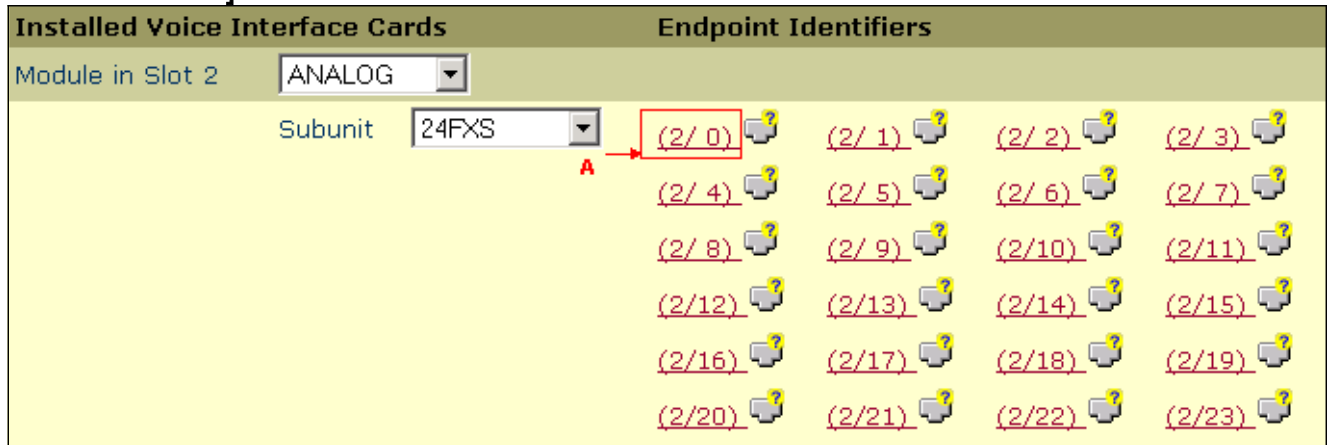 Installed Voice Interface Cards Endpoint Identifiers
Module in Slot 2 ANALOG
Subunit 24FXS (2/ 0) ? (2/ 1) ? (2/ 2) ? (2/ 3) ?
A
(2/ 4) ? (2/ 5) ? (2/ 6) ? (2/ 7) ?
(2/ 8) ? (2/ 9) ? (2/10) ? (2/11) ?
(2/12) ? (2/13) ? (2/14) ? (2/15) ?
(2/16) ? (2/17) ? (2/18) ? (2/19) ?
(2/20) ? (2/21) ? (2/22) ? (2/23) ?